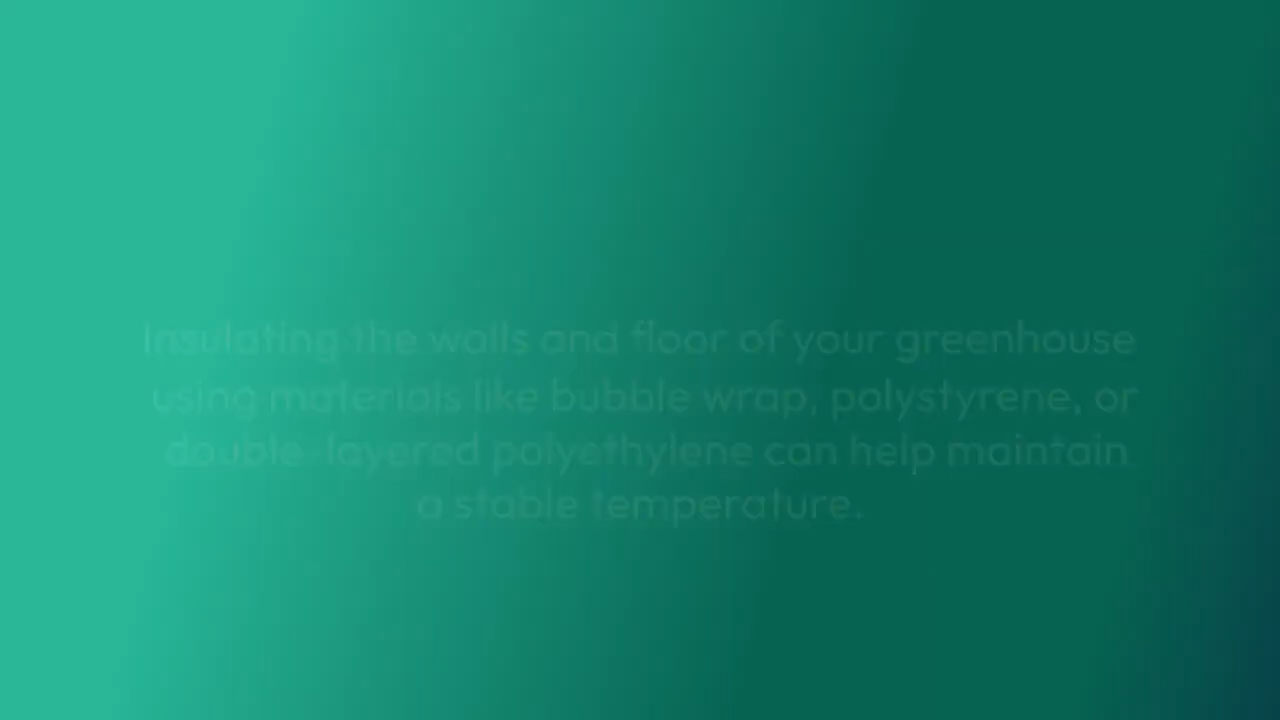 Insulating the walls and floor of your greenhouse
using materials like bubble wrap, polystyrene, or
double-layered polyethylene can help maintain
a stable temperature.